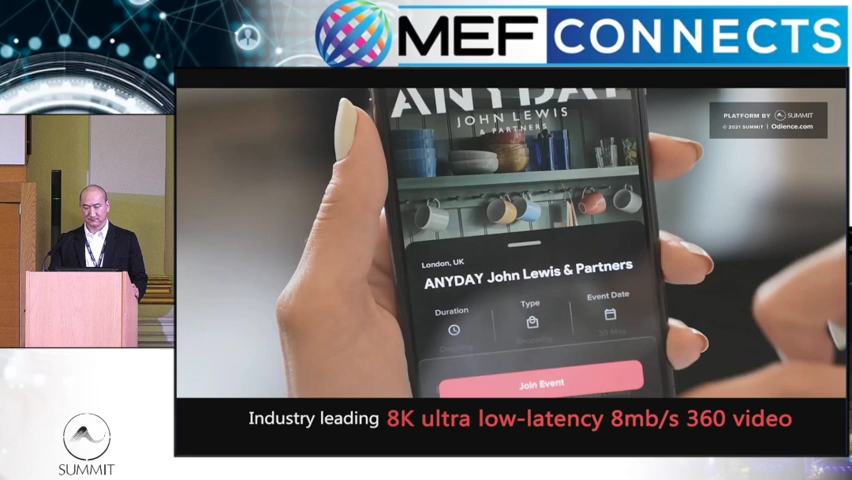 MEF CONNECTS
ANYDAY
JOHN LEWIS
& PARTNERS
PLATFORM BY SUMMIT
© 2021 SUMMIT | Odience.com
London, UK
ANYDAY John Lewis & Partners
Duration
Type
Event Date
Join Event
Industry leading 8K ultra low-latency 8mb/s 360 video
SUMMIT